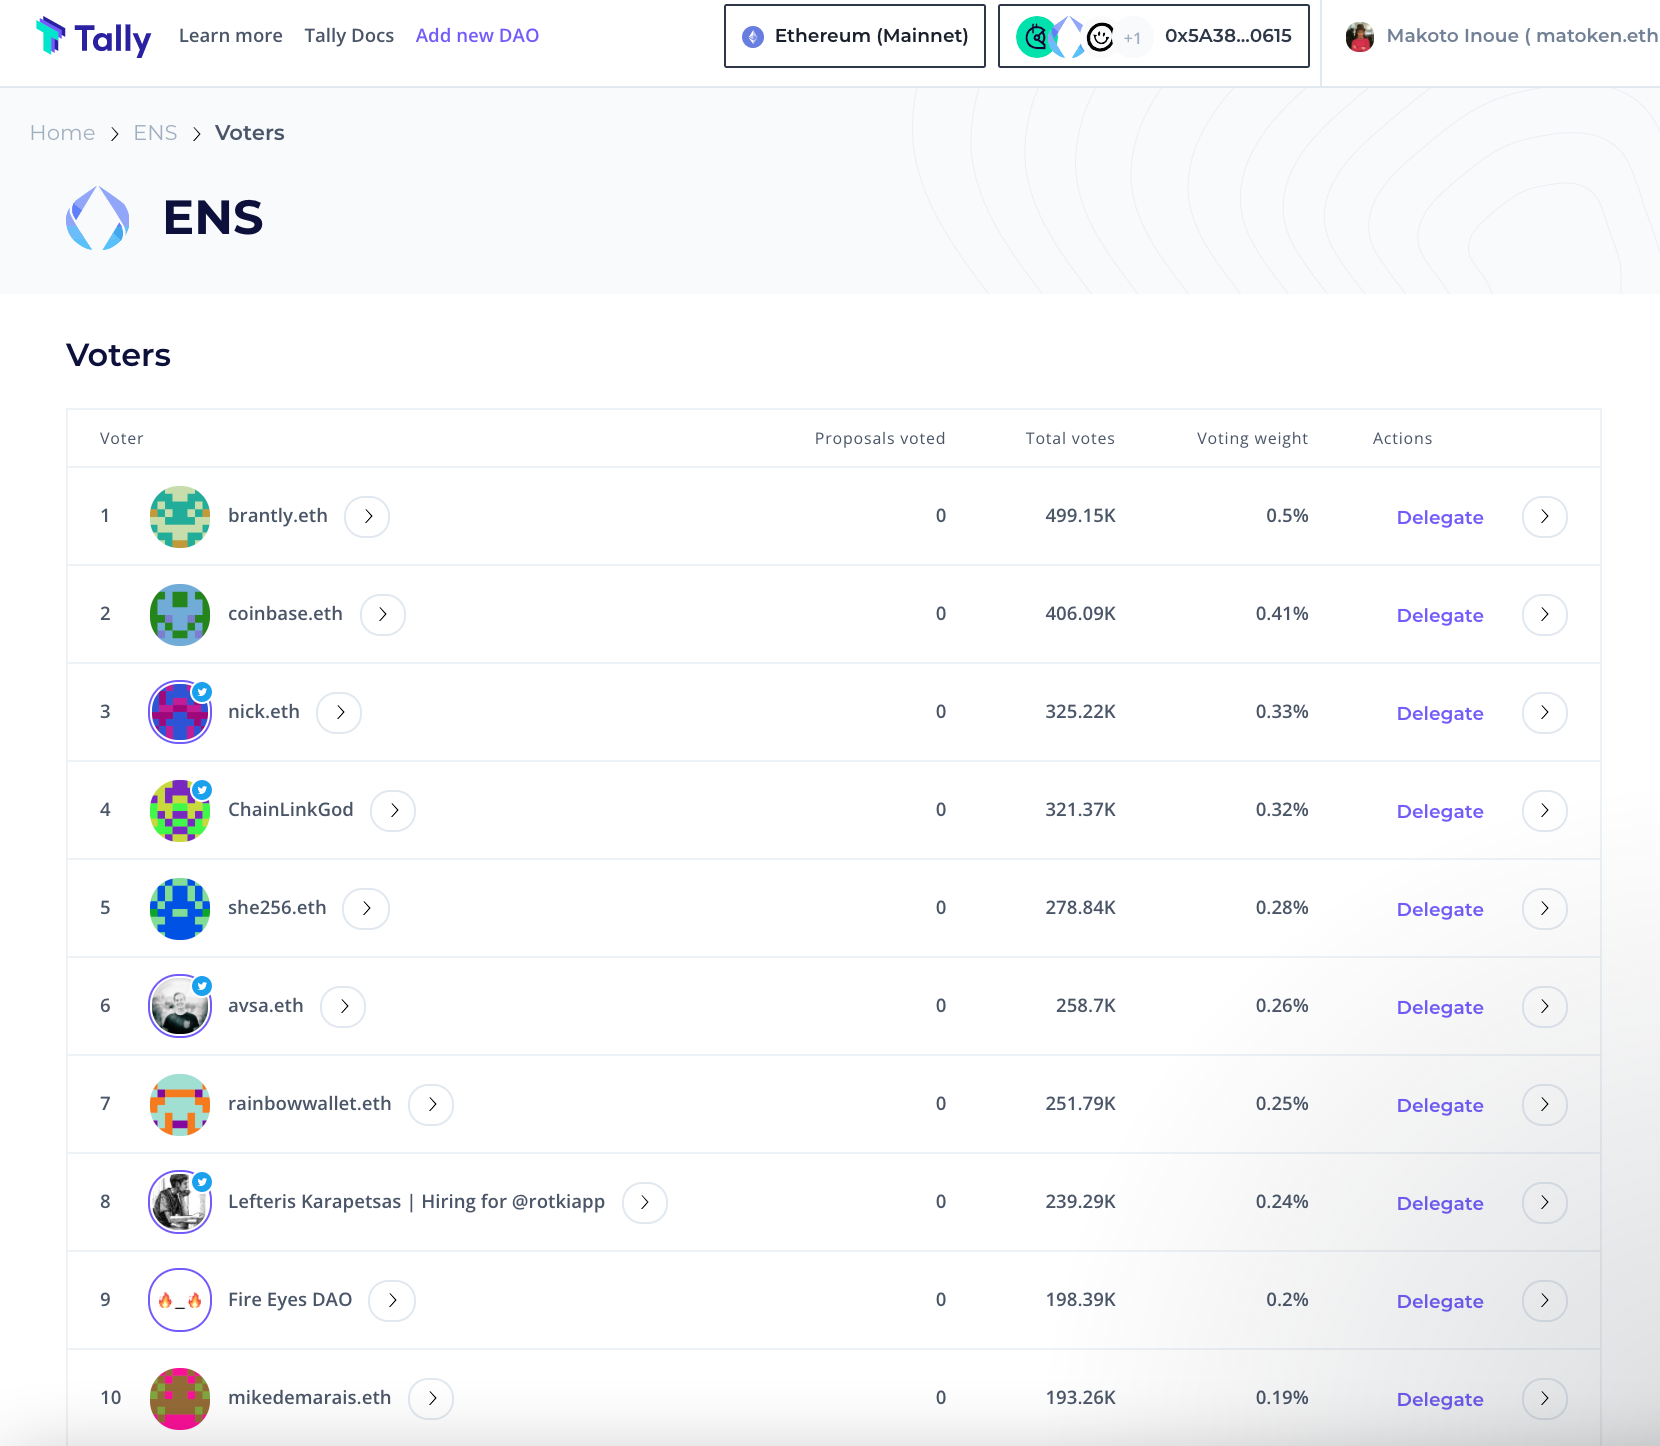 Tally Learn more Tally Docs Add new DAO Ethereum (Mainnet) +1 0x5A38...0615 Makoto Inoue ( matoken.eth
Home > ENS > Voters
ENS
Voters
Voter Proposals voted Total votes Voting weight Actions
1 brantly.eth 0 499.15K 0.5% Delegate
2 coinbase.eth 0 406.09K 0.41% Delegate
3 nick.eth 0 325.22K 0.33% Delegate
4 ChainLinkGod 0 321.37K 0.32% Delegate
5 she256.eth 0 278.84K 0.28% Delegate
6 avsa.eth 0 258.7K 0.26% Delegate
7 rainbowwallet.eth 0 251.79K 0.25% Delegate
8 Lefteris Karapetsas | Hiring for @rotkiapp 0 239.29K 0.24% Delegate
9 Fire Eyes DAO 0 198.39K 0.2% Delegate
10 mikedemarais.eth 0 193.26K 0.19% Delegate